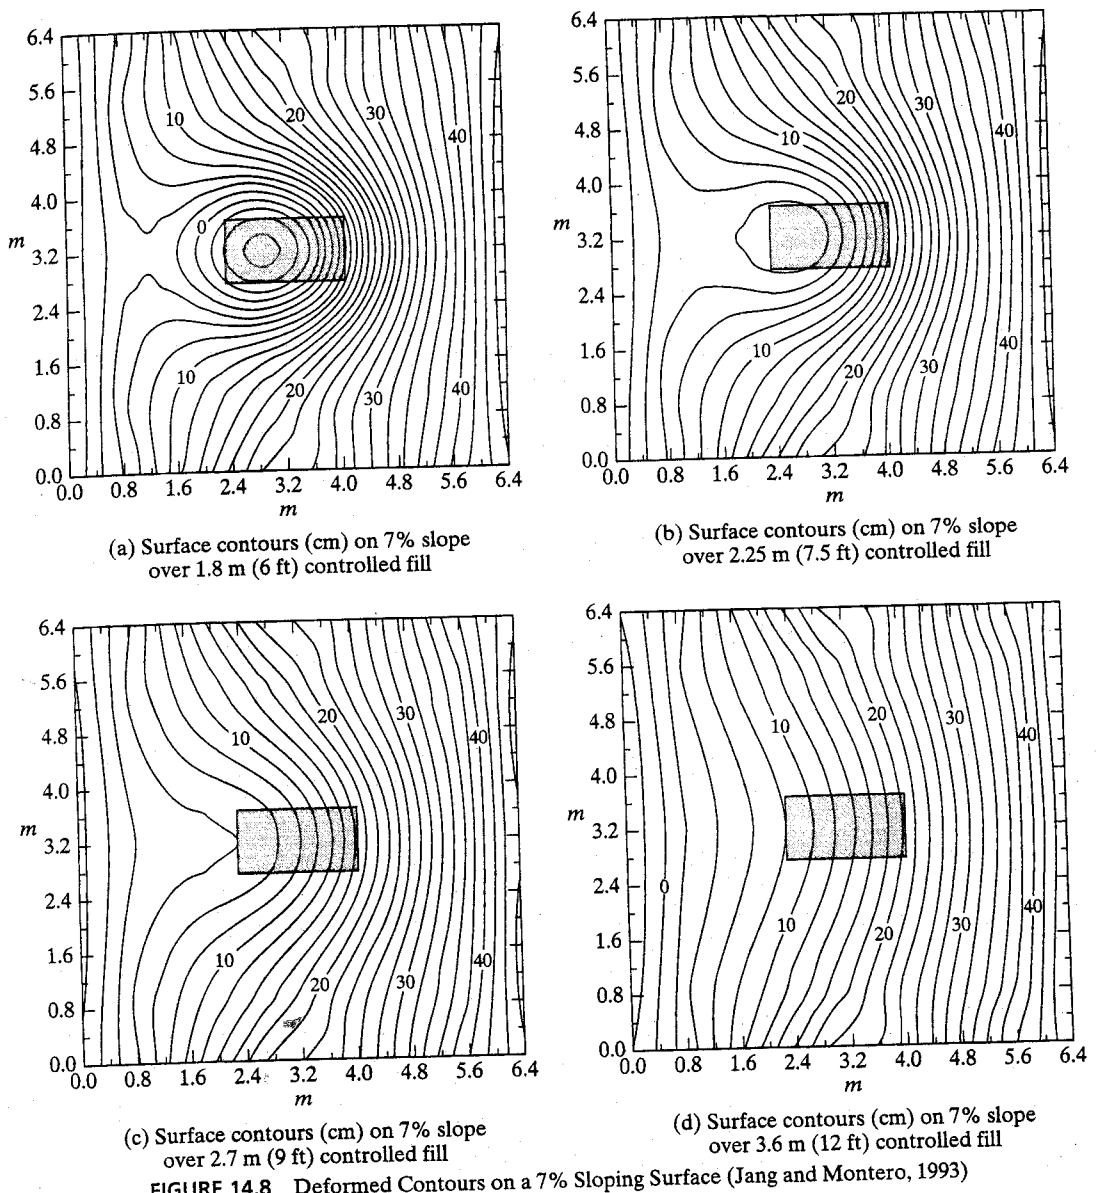 6.4
5.6
4.8
4.0
m
3.2
2.4
1.6
0.8
0.0
0.0 0.8 1.6 2.4 3.2 4.0 4.8 5.6 6.4
m
10 20 30 40
0
10 20 30 40
(a) Surface contours (cm) on 7% slope
over 1.8 m (6 ft) controlled fill
6.4
5.6
4.8
4.0
m
3.2
2.4
1.6
0.8
0.0
0.0 0.8 1.6 2.4 3.2 4.0 4.8 5.6 6.4
m
10 20 30 40
10 20 30 40
(b) Surface contours (cm) on 7% slope
over 2.25 m (7.5 ft) controlled fill
6.4
5.6
4.8
4.0
m
3.2
2.4
1.6
0.8
0.0
0.0 0.8 1.6 2.4 3.2 4.0 4.8 5.6 6.4
m
10 20 30 40
10 20 30 40
(c) Surface contours (cm) on 7% slope
over 2.7 m (9 ft) controlled fill
6.4
5.6
4.8
4.0
m
3.2
2.4
1.6
0.8
0.0
0.0 0.8 1.6 2.4 3.2 4.0 4.8 5.6 6.4
m
10 20 30 40
0
10 20 30 40
(d) Surface contours (cm) on 7% slope
over 3.6 m (12 ft) controlled fill
FIGURE 14.8 Deformed Contours on a 7% Sloping Surface (Jang and Montero, 1993)